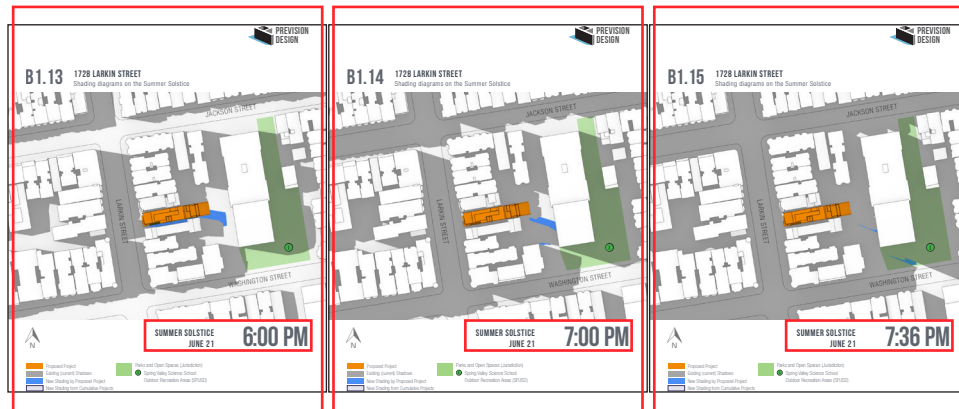 PREVISION
DESIGN
B1.13 1728 LARKIN STREET
Shading diagrams on the Summer Solstice
JACKSON STREET
LARKIN STREET
WASHINGTON STREET
1
N
SUMMER SOLSTICE
JUNE 21
6:00 PM
Proposed Project
Existing (current) Shadows
New Shading by Proposed Project
New Shading from Cumulative Projects
Parks and Open Spaces (Jurisdiction)
1 Spring Valley Science School
Outdoor Recreation Areas (SFUSD)
PREVISION
DESIGN
B1.14 1728 LARKIN STREET
Shading diagrams on the Summer Solstice
JACKSON STREET
LARKIN STREET
WASHINGTON STREET
1
N
SUMMER SOLSTICE
JUNE 21
7:00 PM
Proposed Project
Existing (current) Shadows
New Shading by Proposed Project
New Shading from Cumulative Projects
Parks and Open Spaces (Jurisdiction)
1 Spring Valley Science School
Outdoor Recreation Areas (SFUSD)
PREVISION
DESIGN
B1.15 1728 LARKIN STREET
Shading diagrams on the Summer Solstice
JACKSON STREET
LARKIN STREET
WASHINGTON STREET
1
N
SUMMER SOLSTICE
JUNE 21
7:36 PM
Proposed Project
Existing (current) Shadows
New Shading by Proposed Project
New Shading from Cumulative Projects
Parks and Open Spaces (Jurisdiction)
1 Spring Valley Science School
Outdoor Recreation Areas (SFUSD)